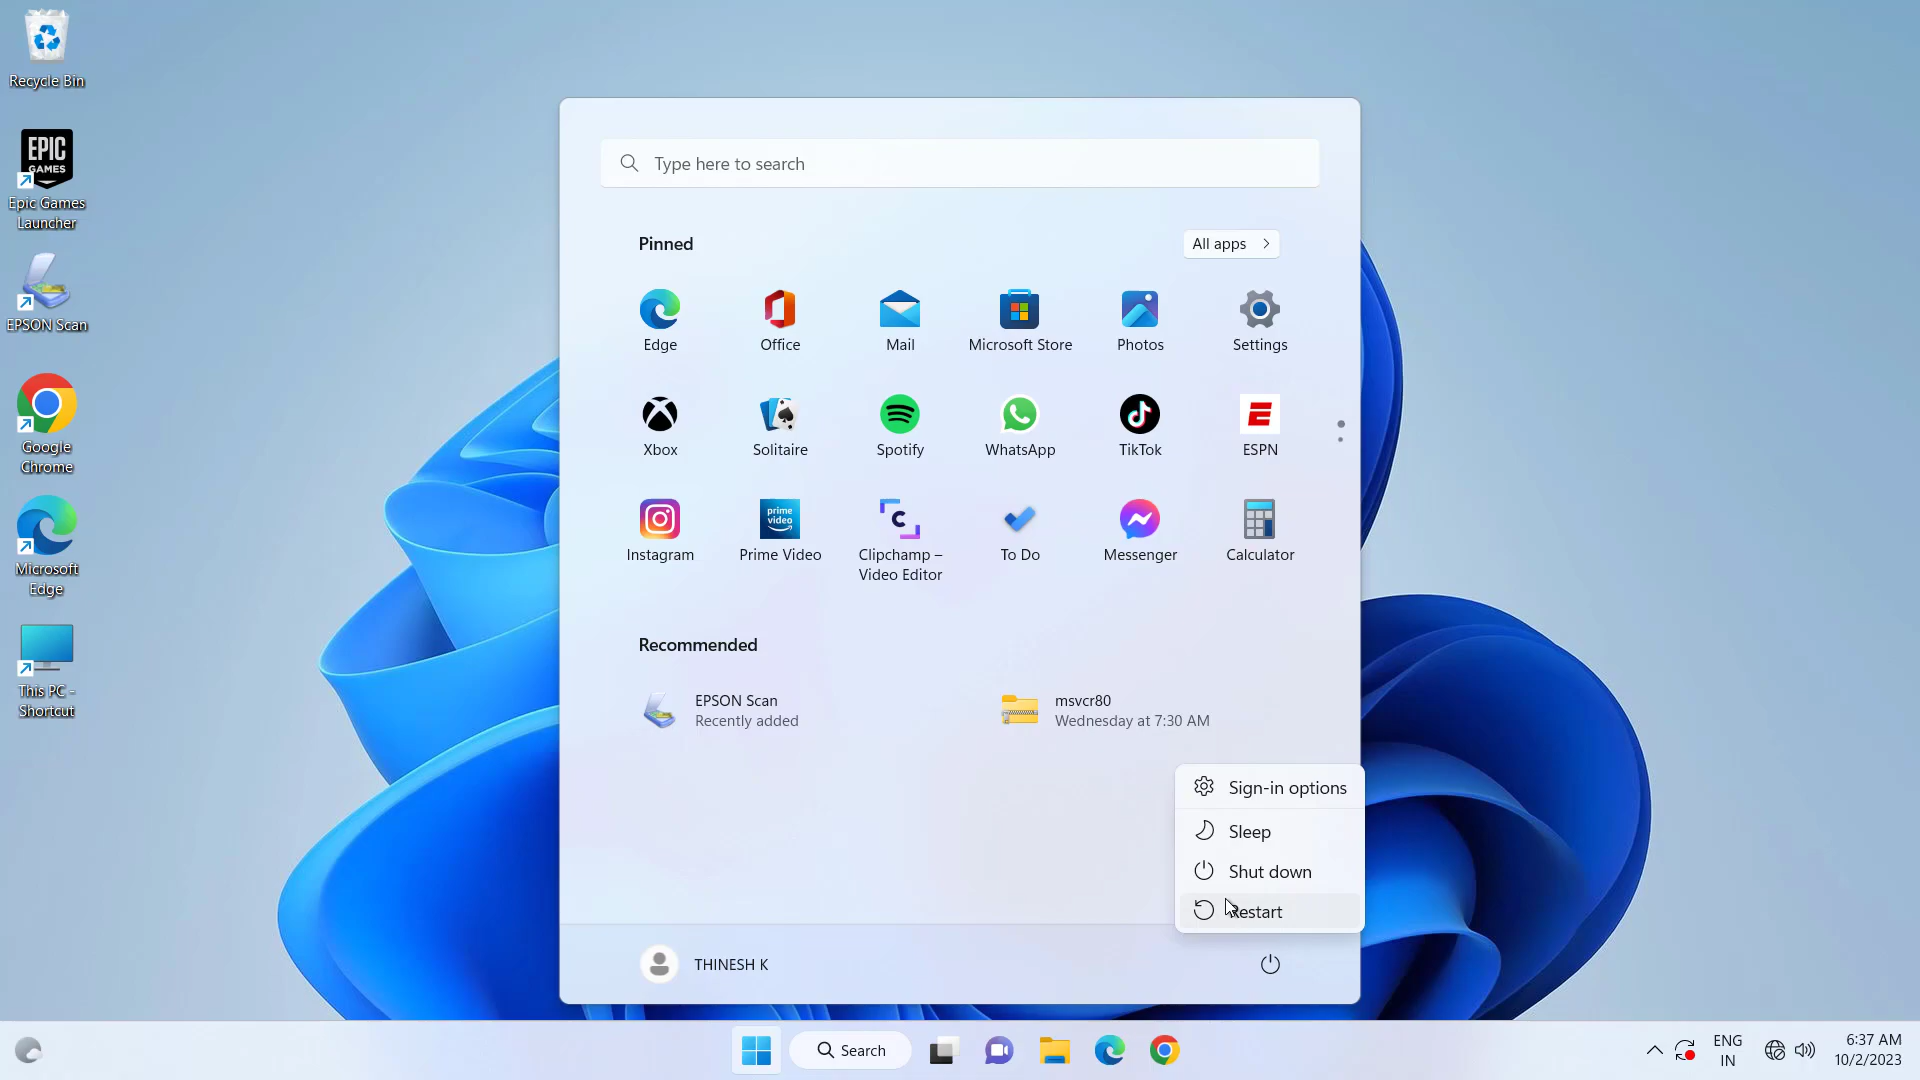 Recycle Bin
EPIC
GAMES
Epic Games
Launcher
EPSON Scan
Google
Chrome
Microsoft
Edge
This PC -
Shortcut
Type here to search
Pinned
All apps
Edge
Office
Mail
Microsoft Store
Photos
Settings
Xbox
Solitaire
Spotify
WhatsApp
TikTok
ESPN
prime
video
Instagram
Prime Video
Clipchamp –
Video Editor
To Do
Messenger
Calculator
Recommended
EPSON Scan
Recently added
msvcr80
Wednesday at 7:30 AM
Sign-in options
Sleep
Shut down
Restart
THINESH K
Search
ENG
IN
6:37 AM
10/2/2023